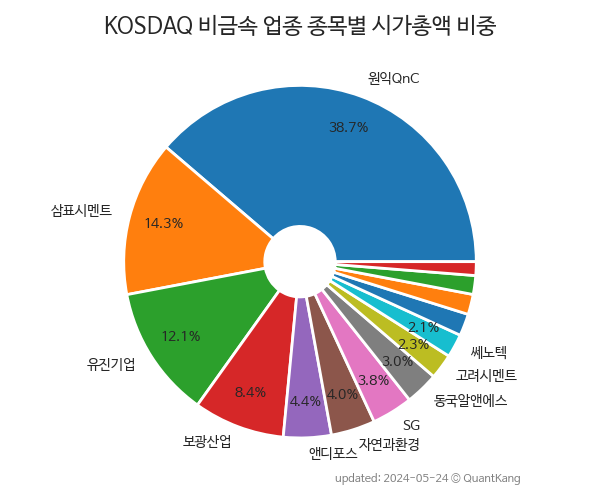 KOSDAQ 비금속 업종 종목별 시가총액 비중
원익QnC
38.7%
삼표시멘트
14.3%
유진기업
12.1%
보광산업
8.4%
앤디포스
4.4%
자연과환경
4.0%
SG
3.8%
동국알앤에스
3.0%
고려시멘트
2.3%
쎄노텍
2.1%
updated: 2024-05-24 © QuantKang